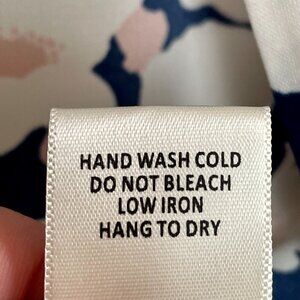 HAND WASH COLD
DO NOT BLEACH
LOW IRON
HANG TO DRY